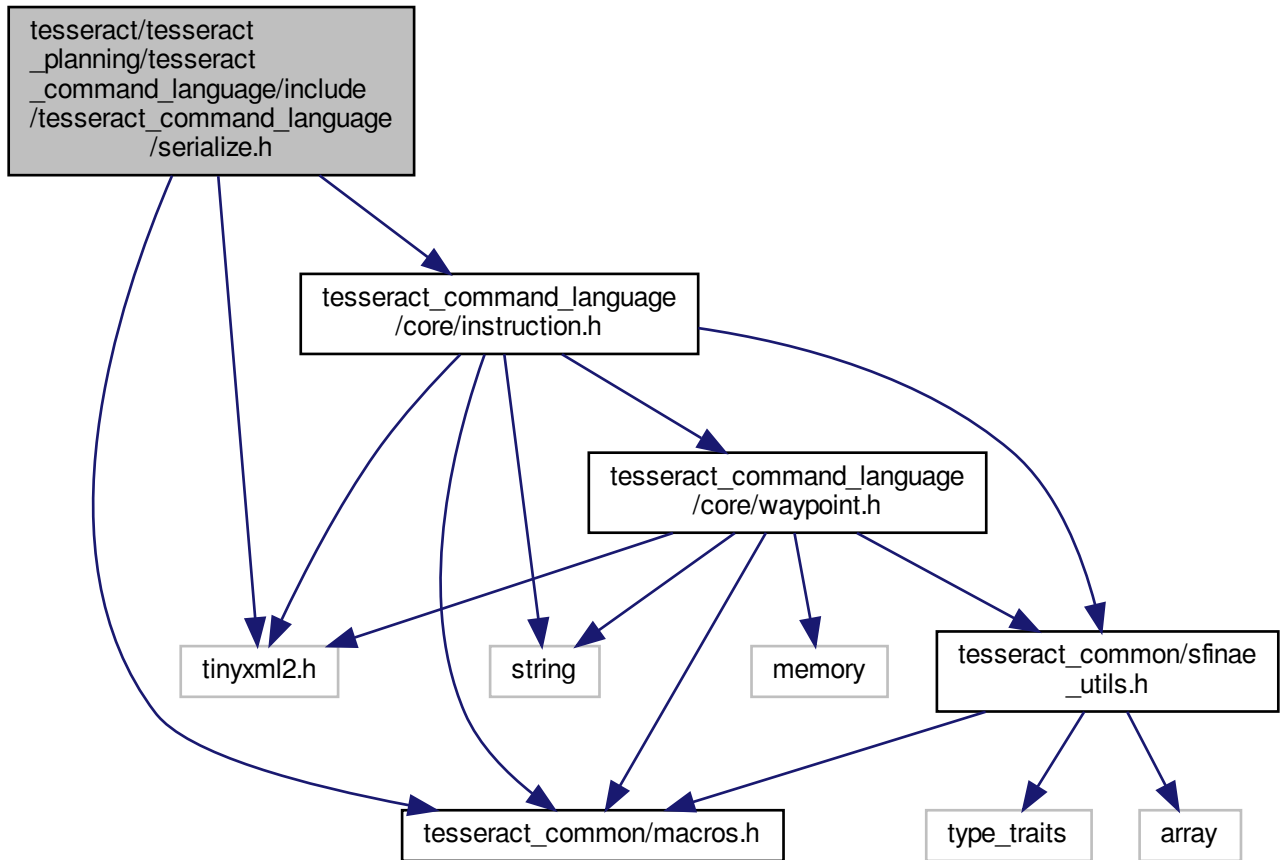 tesseract/tesseract
_planning/tesseract
_command_language/include
/tesseract_command_language
/serialize.h
tesseract_command_language
/core/instruction.h
tesseract_command_language
/core/waypoint.h
tinyxml2.h
string
memory
tesseract_common/sfinae
_utils.h
tesseract_common/macros.h
type_traits
array